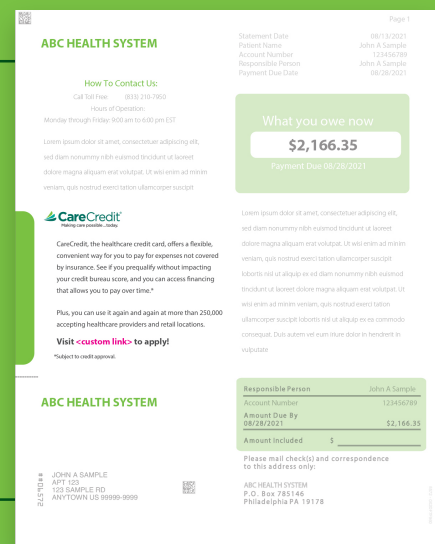 Page 1
ABC HEALTH SYSTEM
Statement Date 08/13/2021
Patient Name John A Sample
Account Number 123456789
Responsible Person John A Sample
Payment Due Date 08/28/2021
How To Contact Us:
Call Toll Free: (833) 210-7950
Hours of Operation:
Monday through Friday: 9:00 am to 6:00 pm EST
Lorem ipsum dolor sit amet, consectetuer adipiscing elit,
sed diam nonummy nibh euismod tincidunt ut laoreet
dolore magna aliquam erat volutpat. Ut wisi enim ad minim
veniam, quis nostrud exerci tation ullamcorper suscipit
What you owe now
$2,166.35
Payment Due 08/28/2021
CareCredit®
Making care possible...today.
CareCredit, the healthcare credit card, offers a flexible,
convenient way for you to pay for expenses not covered
by insurance. See if you prequalify without impacting
your credit bureau score, and you can access financing
that allows you to pay over time.*
Plus, you can use it again and again at more than 250,000
accepting healthcare providers and retail locations.
Visit <custom link> to apply!
*Subject to credit approval.
Lorem ipsum dolor sit amet, consectetuer adipiscing elit,
sed diam nonummy nibh euismod tincidunt ut laoreet
dolore magna aliquam erat volutpat. Ut wisi enim ad minim
veniam, quis nostrud exerci tation ullamcorper suscipit
lobortis nisl ut aliquip ex ed diam nonummy nibh euismod
tincidunt ut laoreet dolore magna aliquam erat volutpat. Ut
wisi enim ad minim veniam, quis nostrud exerci tation
ullamcorper suscipit lobortis nisl ut aliquip ex ea commodo
consequat. Duis autem vel eum iriure dolor in hendrerit in
vulputate
ABC HEALTH SYSTEM
Responsible Person John A Sample
Account Number 123456789
Amount Due By
08/28/2021 $2,166.35
Amount Included $
Please mail check(s) and correspondence
to this address only:
ABC HEALTH SYSTEM
P.O. Box 785146
Philadelphia PA 19178
JOHN A SAMPLE
APT 123
123 SAMPLE RD
ANYTOWN US 99999-9999